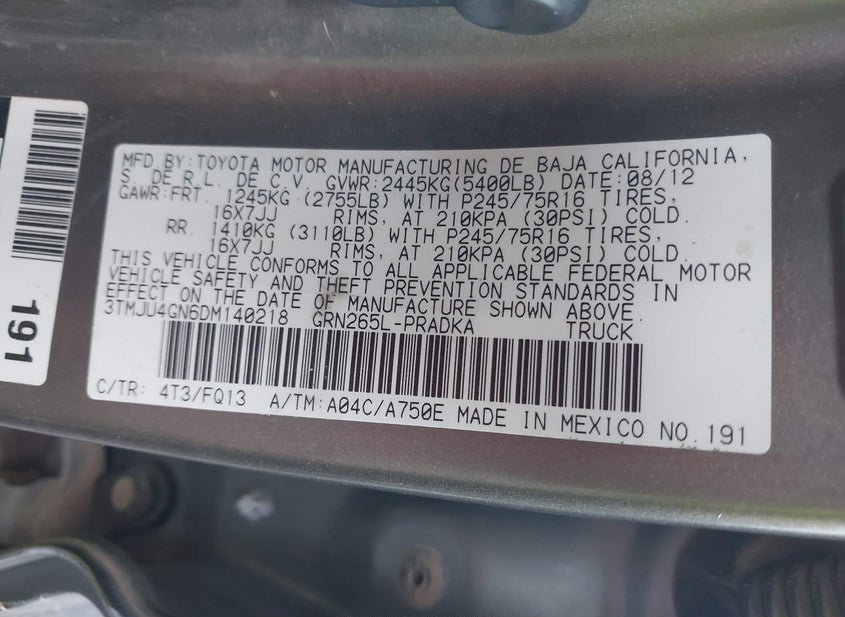 MFD.BY:TOYOTA MOTOR MANUFACTURING DE BAJA CALIFORNIA,
S. DE R.L. DE C.V. GVWR:2445KG(5400LB) DATE:08/12
GAWR:FRT. 1245KG (2755LB) WITH P245/75R16 TIRES,
16X7JJ RIMS, AT 210KPA (30PSI) COLD.
RR. 1410KG (3110LB) WITH P245/75R16 TIRES,
16X7JJ RIMS, AT 210KPA (30PSI) COLD.
THIS VEHICLE CONFORMS TO ALL APPLICABLE FEDERAL MOTOR
VEHICLE SAFETY AND THEFT PREVENTION STANDARDS IN
EFFECT ON THE DATE OF MANUFACTURE SHOWN ABOVE.
3TMJU4GN6DM140218 GRN265L-PRADKA TRUCK
C/TR: 4T3/FQ13 A/TM:A04C/A750E MADE IN MEXICO NO.191
191